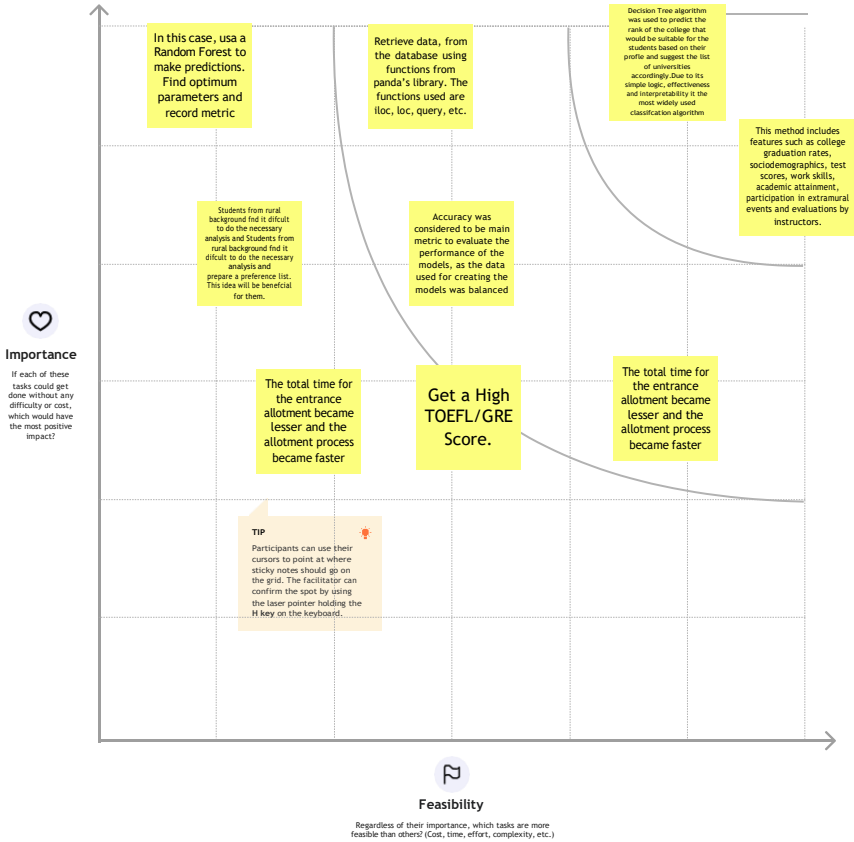 In this case, usa a
Random Forest to
make predictions.
Find optimum
parameters and
record metric
Retrieve data, from
the database using
functions from
panda's library. The
functions used are
iloc, loc, query, etc.
Decision Tree algorithm
was used to predict the
rank of the college that
would be suitable for the
students based on their
profle and suggest the list
of universities
accordingly.Due to its
simple logic, effectiveness
and interpretability it the
most widely used
classifcation algorithm
This method includes
features such as college
graduation rates,
sociodemographics, test
scores, work skills,
academic attainment,
participation in extramural
events and evaluations by
instructors.
Students from rural
background fnd it difcult
to do the necessary
analysis and Students from
rural background fnd it
difcult to do the necessary
analysis and
prepare a preference list.
This idea will be benefcial
for them.
Accuracy was
considered to be main
metric to evaluate the
performance of the
models, as the data
used for creating the
models was balanced
Importance
If each of these
tasks could get
done without any
difficulty or cost,
which would have
the most positive
impact?
The total time for
the entrance
allotment became
lesser and the
allotment process
became faster
Get a High
TOEFL/GRE
Score.
The total time for
the entrance
allotment became
lesser and the
allotment process
became faster
TIP
Participants can use their
cursors to point at where
sticky notes should go on
the grid. The facilitator can
confirm the spot by using
the laser pointer holding the
H key on the keyboard.
Feasibility
Regardless of their importance, which tasks are more
feasible than others? (Cost, time, effort, complexity, etc.)